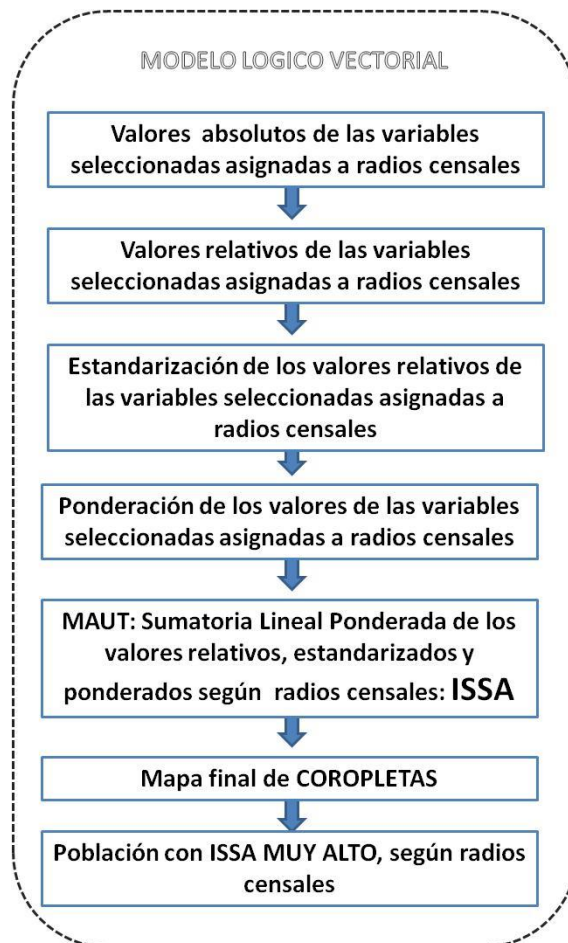 MODELO LOGICO VECTORIAL
Valores absolutos de las variables
seleccionadas asignadas a radios censales
Valores relativos de las variables
seleccionadas asignadas a radios censales
Estandarización de los valores relativos de
las variables seleccionadas asignadas a
radios censales
Ponderación de los valores de las variables
seleccionadas asignadas a radios censales
MAUT: Sumatoria Lineal Ponderada de los
valores relativos, estandarizados y
ponderados según radios censales: ISSA
Mapa final de COROPLETAS
Población con ISSA MUY ALTO, según radios
censales